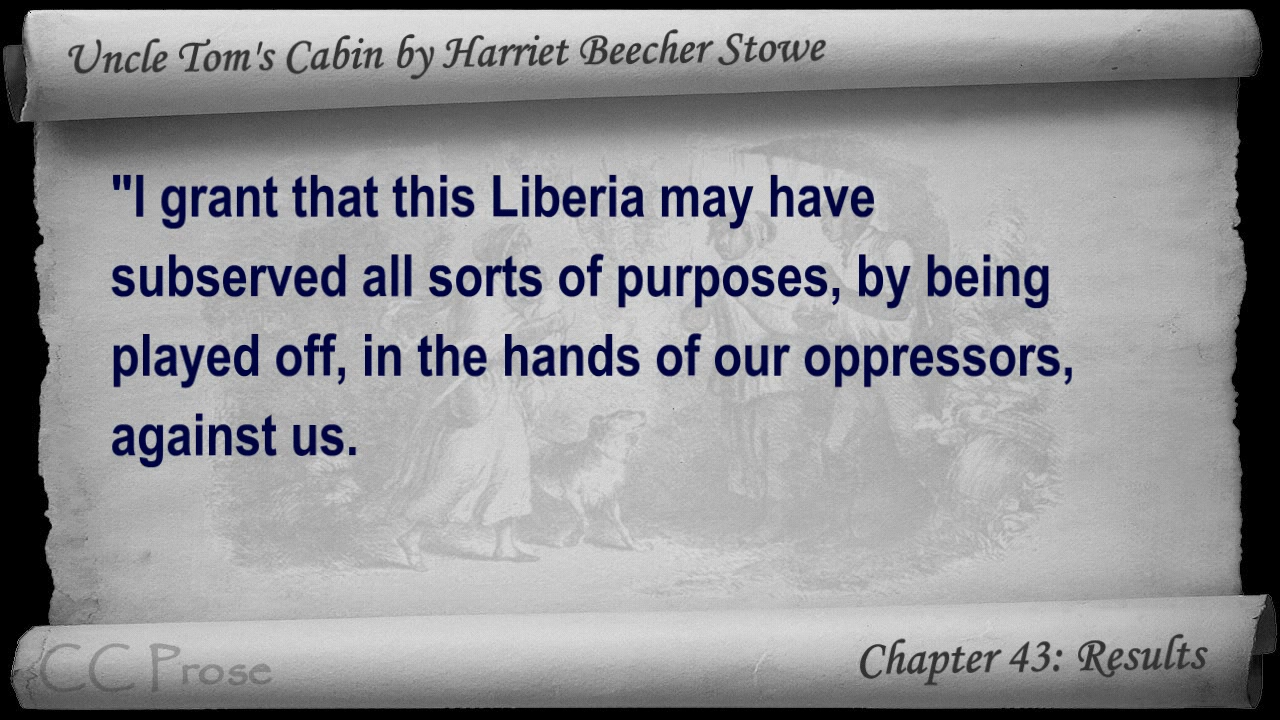 Uncle Tom's Cabin by Harriet Beecher Stowe
"I grant that this Liberia may have
subserved all sorts of purposes, by being
played off, in the hands of our oppressors,
against us.
CC Prose
Chapter 43: Results